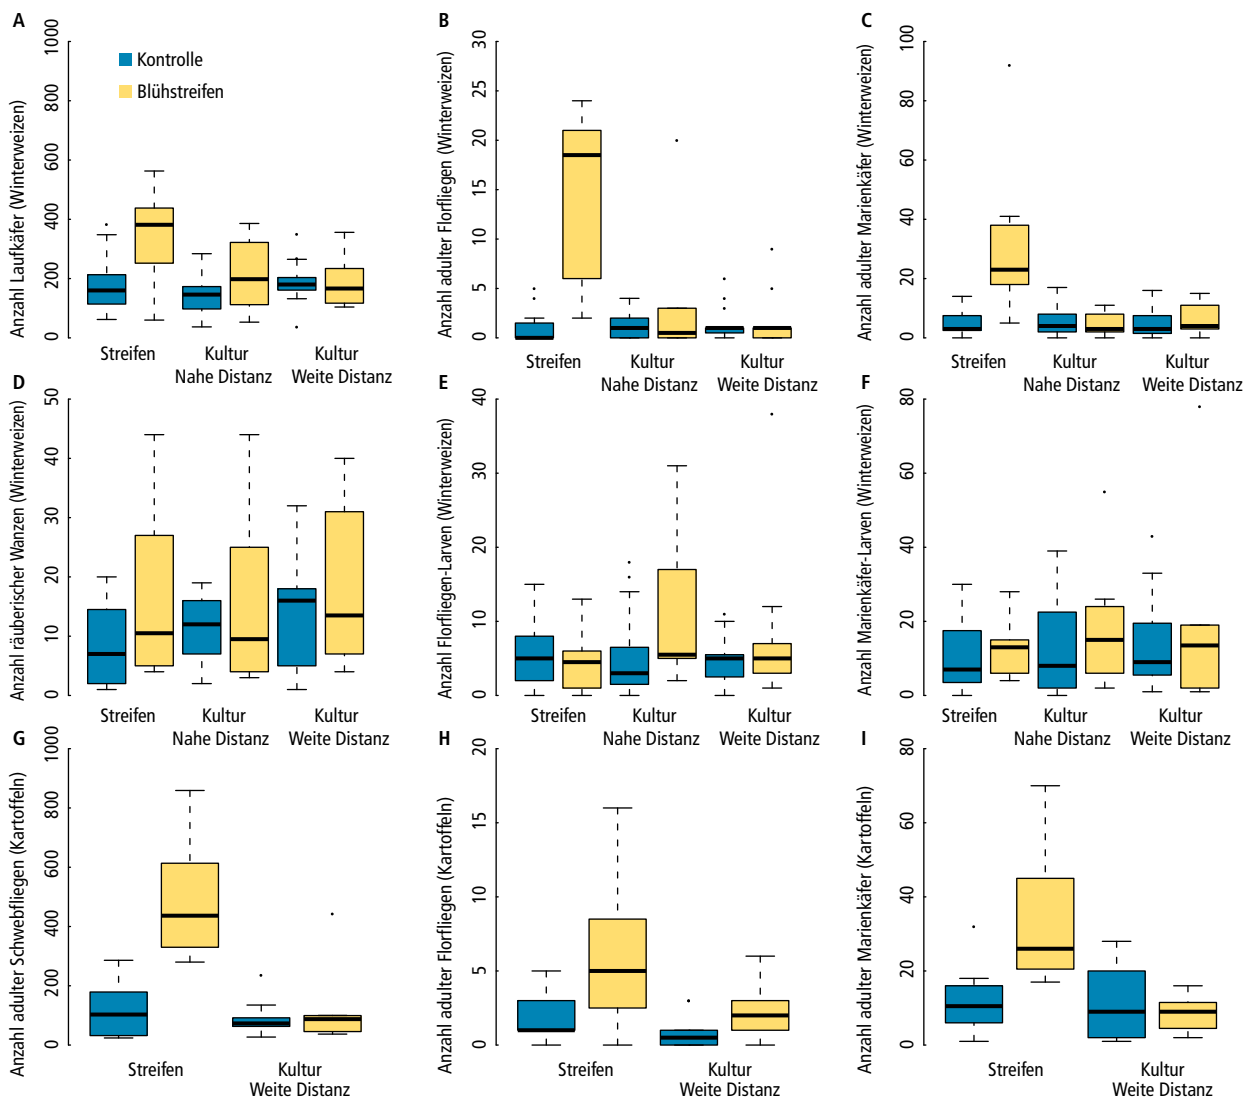 A
Anzahl Laufkäfer (Winterweizen)
1000
800
600
400
200
0
Kontrolle
Blühstreifen
Streifen
Kultur
Nahe Distanz
Kultur
Weite Distanz
B
Anzahl adulter Florfliegen (Winterweizen)
30
25
20
15
10
5
0
Streifen
Kultur
Nahe Distanz
Kultur
Weite Distanz
C
Anzahl adulter Marienkäfer (Winterweizen)
100
80
60
40
20
0
Streifen
Kultur
Nahe Distanz
Kultur
Weite Distanz
D
Anzahl räuberischer Wanzen (Winterweizen)
50
40
30
20
10
0
Streifen
Kultur
Nahe Distanz
Kultur
Weite Distanz
E
Anzahl Florfliegen-Larven (Winterweizen)
40
30
20
10
0
Streifen
Kultur
Nahe Distanz
Kultur
Weite Distanz
F
Anzahl Marienkäfer-Larven (Winterweizen)
80
60
40
20
0
Streifen
Kultur
Nahe Distanz
Kultur
Weite Distanz
G
Anzahl adulter Schwebfliegen (Kartoffeln)
1000
800
600
400
200
0
Streifen
Kultur
Weite Distanz
H
Anzahl adulter Florfliegen (Kartoffeln)
20
15
10
5
0
Streifen
Kultur
Weite Distanz
I
Anzahl adulter Marienkäfer (Kartoffeln)
80
60
40
20
0
Streifen
Kultur
Weite Distanz